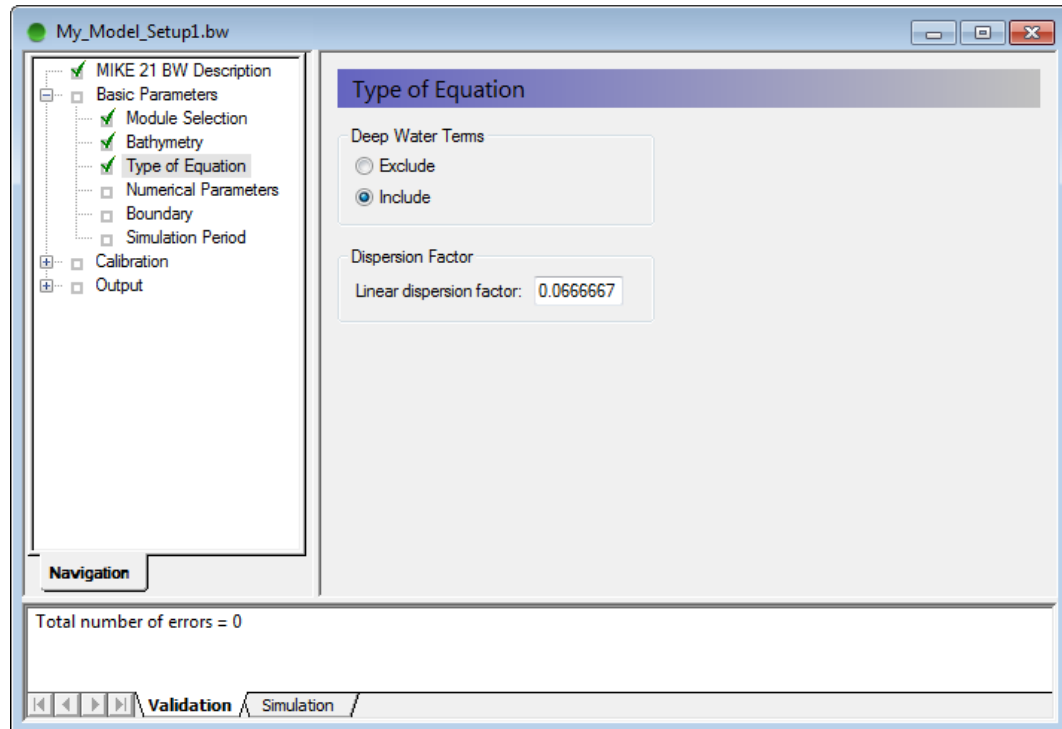 My_Model_Setup1.bw
MIKE 21 BW Description
Basic Parameters
Module Selection
Bathymetry
Type of Equation
Numerical Parameters
Boundary
Simulation Period
Calibration
Output
Navigation
Type of Equation
Deep Water Terms
Exclude
Include
Dispersion Factor
Linear dispersion factor: 0.0666667
Total number of errors = 0
Validation Simulation